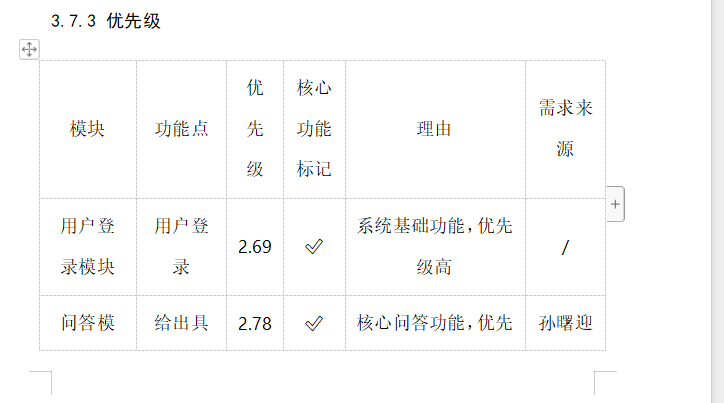 3.7.3 优先级
模块 功能点 优先级 核心功能标记 理由 需求来源
用户登录模块 用户登录 2.69 ✓ 系统基础功能，优先级高 /
问答模 给出具 2.78 ✓ 核心问答功能，优先 孙曙迎